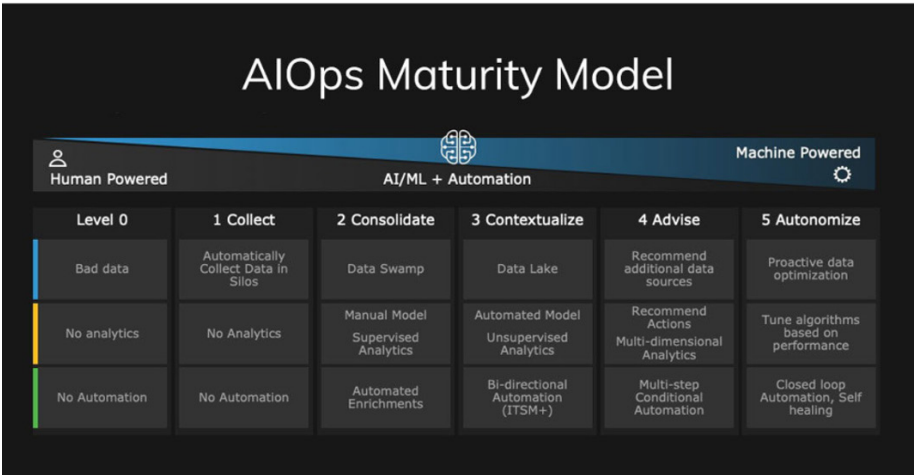 AIOps Maturity Model
Human Powered
AI/ML + Automation
Machine Powered
Level 0
1 Collect
2 Consolidate
3 Contextualize
4 Advise
5 Autonomize
Bad data
Automatically
Collect Data in
Silos
Data Swamp
Data Lake
Recommend
additional data
sources
Proactive data
optimization
No analytics
No Analytics
Manual Model
Supervised
Analytics
Automated Model
Unsupervised
Analytics
Recommend
Actions
Multi-dimensional
Analytics
Tune algorithms
based on
performance
No Automation
No Automation
Automated
Enrichments
Bi-directional
Automation
(ITSM+)
Multi-step
Conditional
Automation
Closed loop
Automation, Self
healing